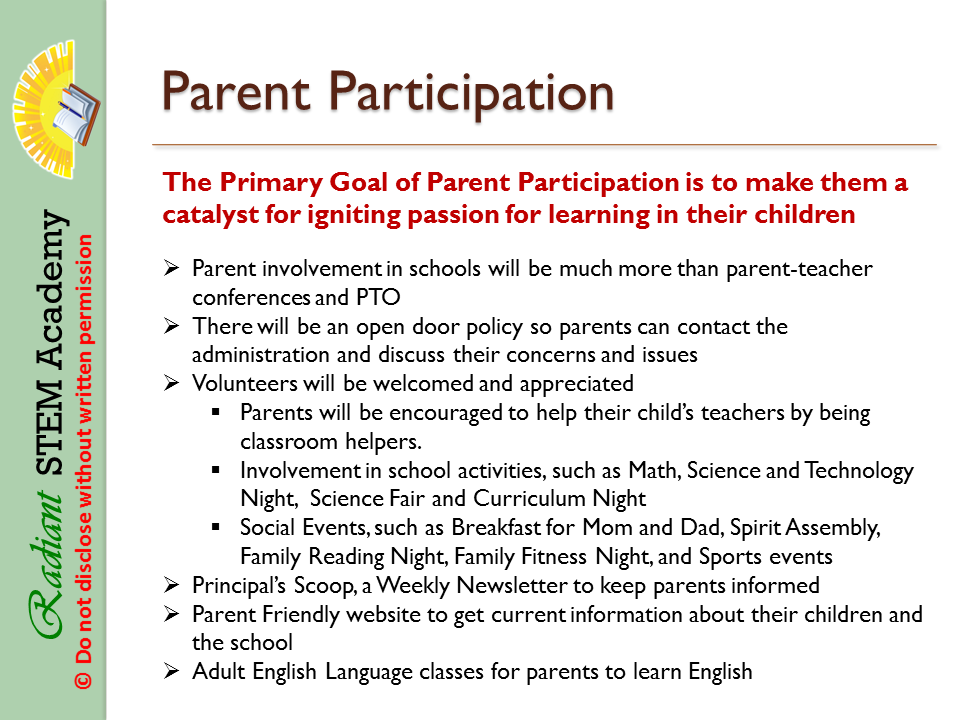 Radiant STEM Academy
© Do not disclose without written permission
Parent Participation
The Primary Goal of Parent Participation is to make them a
catalyst for igniting passion for learning in their children
➢ Parent involvement in schools will be much more than parent-teacher
conferences and PTO
➢ There will be an open door policy so parents can contact the
administration and discuss their concerns and issues
➢ Volunteers will be welcomed and appreciated
▪ Parents will be encouraged to help their child’s teachers by being
classroom helpers.
▪ Involvement in school activities, such as Math, Science and Technology
Night, Science Fair and Curriculum Night
▪ Social Events, such as Breakfast for Mom and Dad, Spirit Assembly,
Family Reading Night, Family Fitness Night, and Sports events
➢ Principal’s Scoop, a Weekly Newsletter to keep parents informed
➢ Parent Friendly website to get current information about their children and
the school
➢ Adult English Language classes for parents to learn English